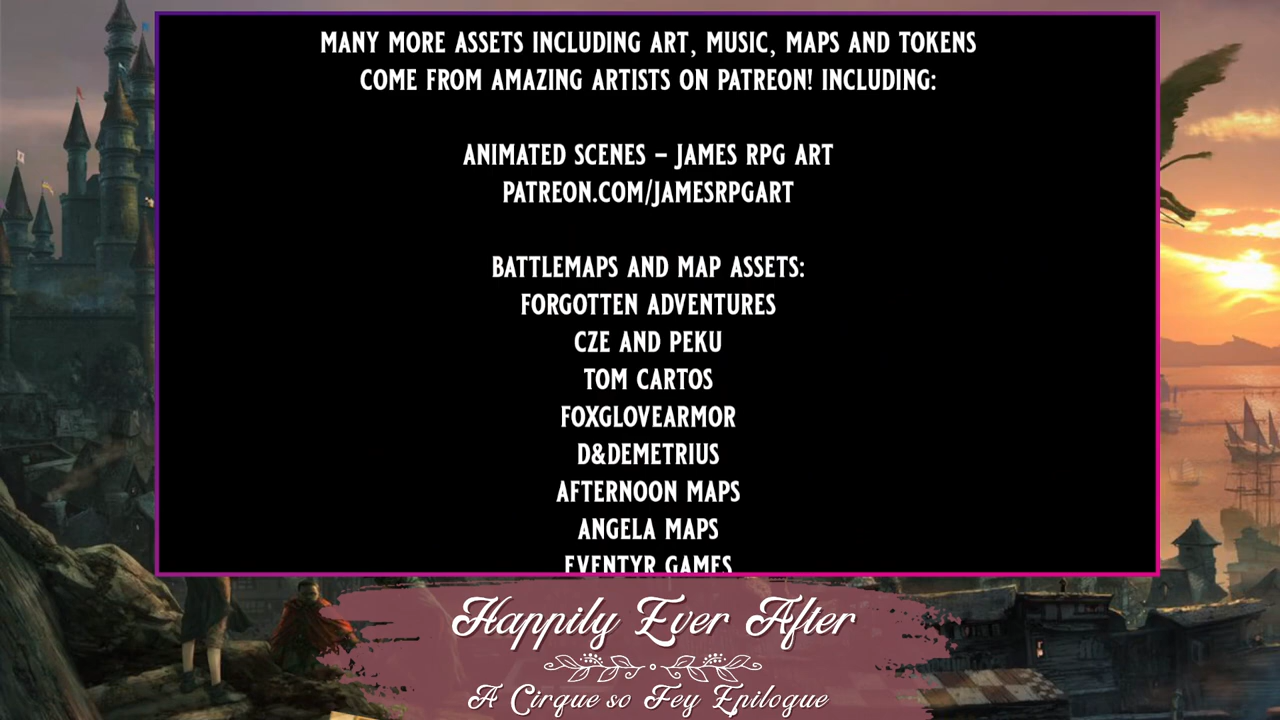 MANY MORE ASSETS INCLUDING ART, MUSIC, MAPS AND TOKENS
COME FROM AMAZING ARTISTS ON PATREON! INCLUDING:
ANIMATED SCENES – JAMES RPG ART
PATREON.COM/JAMESRPGART
BATTLEMAPS AND MAP ASSETS:
FORGOTTEN ADVENTURES
CZE AND PEKU
TOM CARTOS
FOXGLOVEARMOR
D&DEMETRIUS
AFTERNOON MAPS
ANGELA MAPS
EVENTYR GAMES
Happily Ever After
A Cirque so Fey Epilogue